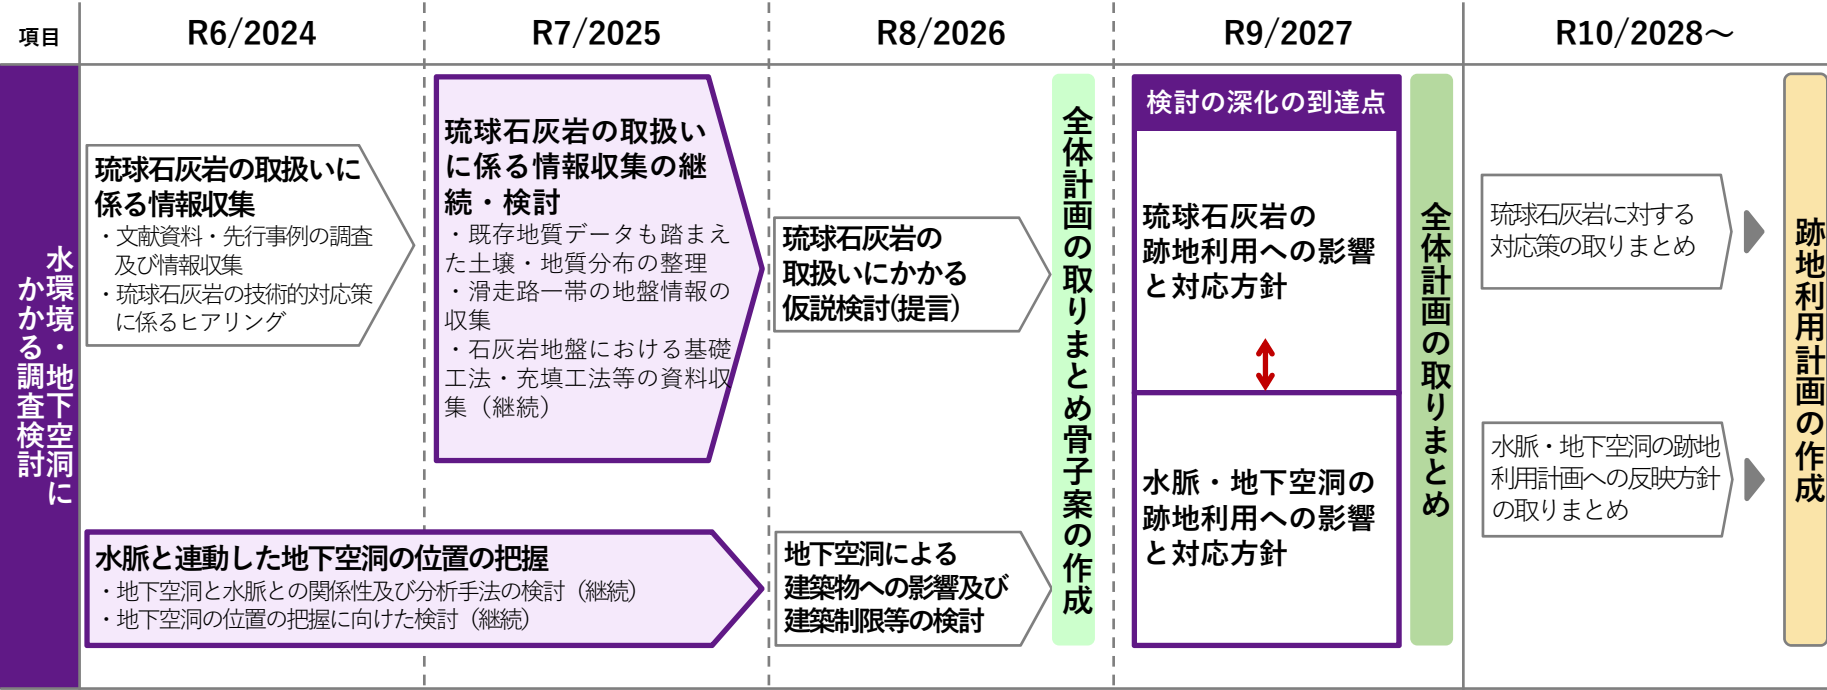 項目
R6/2024
R7/2025
R8/2026
R9/2027
R10/2028～
水環境・地下空洞に
かかる調査検討
琉球石灰岩の取扱いに
係る情報収集
・文献資料・先行事例の調査
及び情報収集
・琉球石灰岩の技術的対応策
に係るヒアリング
琉球石灰岩の取扱い
に係る情報収集の継
続・検討
・既存地質データも踏まえ
た土壌・地質分布の整理
・滑走路一帯の地盤情報の
収集
・石灰岩地盤における基礎
工法・充填工法等の資料収
集（継続）
水脈と連動した地下空洞の位置の把握
・地下空洞と水脈との関係性及び分析手法の検討（継続）
・地下空洞の位置の把握に向けた検討（継続）
琉球石灰岩の
取扱いにかかる
仮説検討(提言)
地下空洞による
建築物への影響及び
建築制限等の検討
全体計画の取りまとめ骨子案の作成
検討の深化の到達点
琉球石灰岩の
跡地利用への影響
と対応方針
水脈・地下空洞の
跡地利用への影響
と対応方針
全体計画の取りまとめ
琉球石灰岩に対する
対応策の取りまとめ
水脈・地下空洞の跡地
利用計画への反映方針
の取りまとめ
跡地利用計画の作成